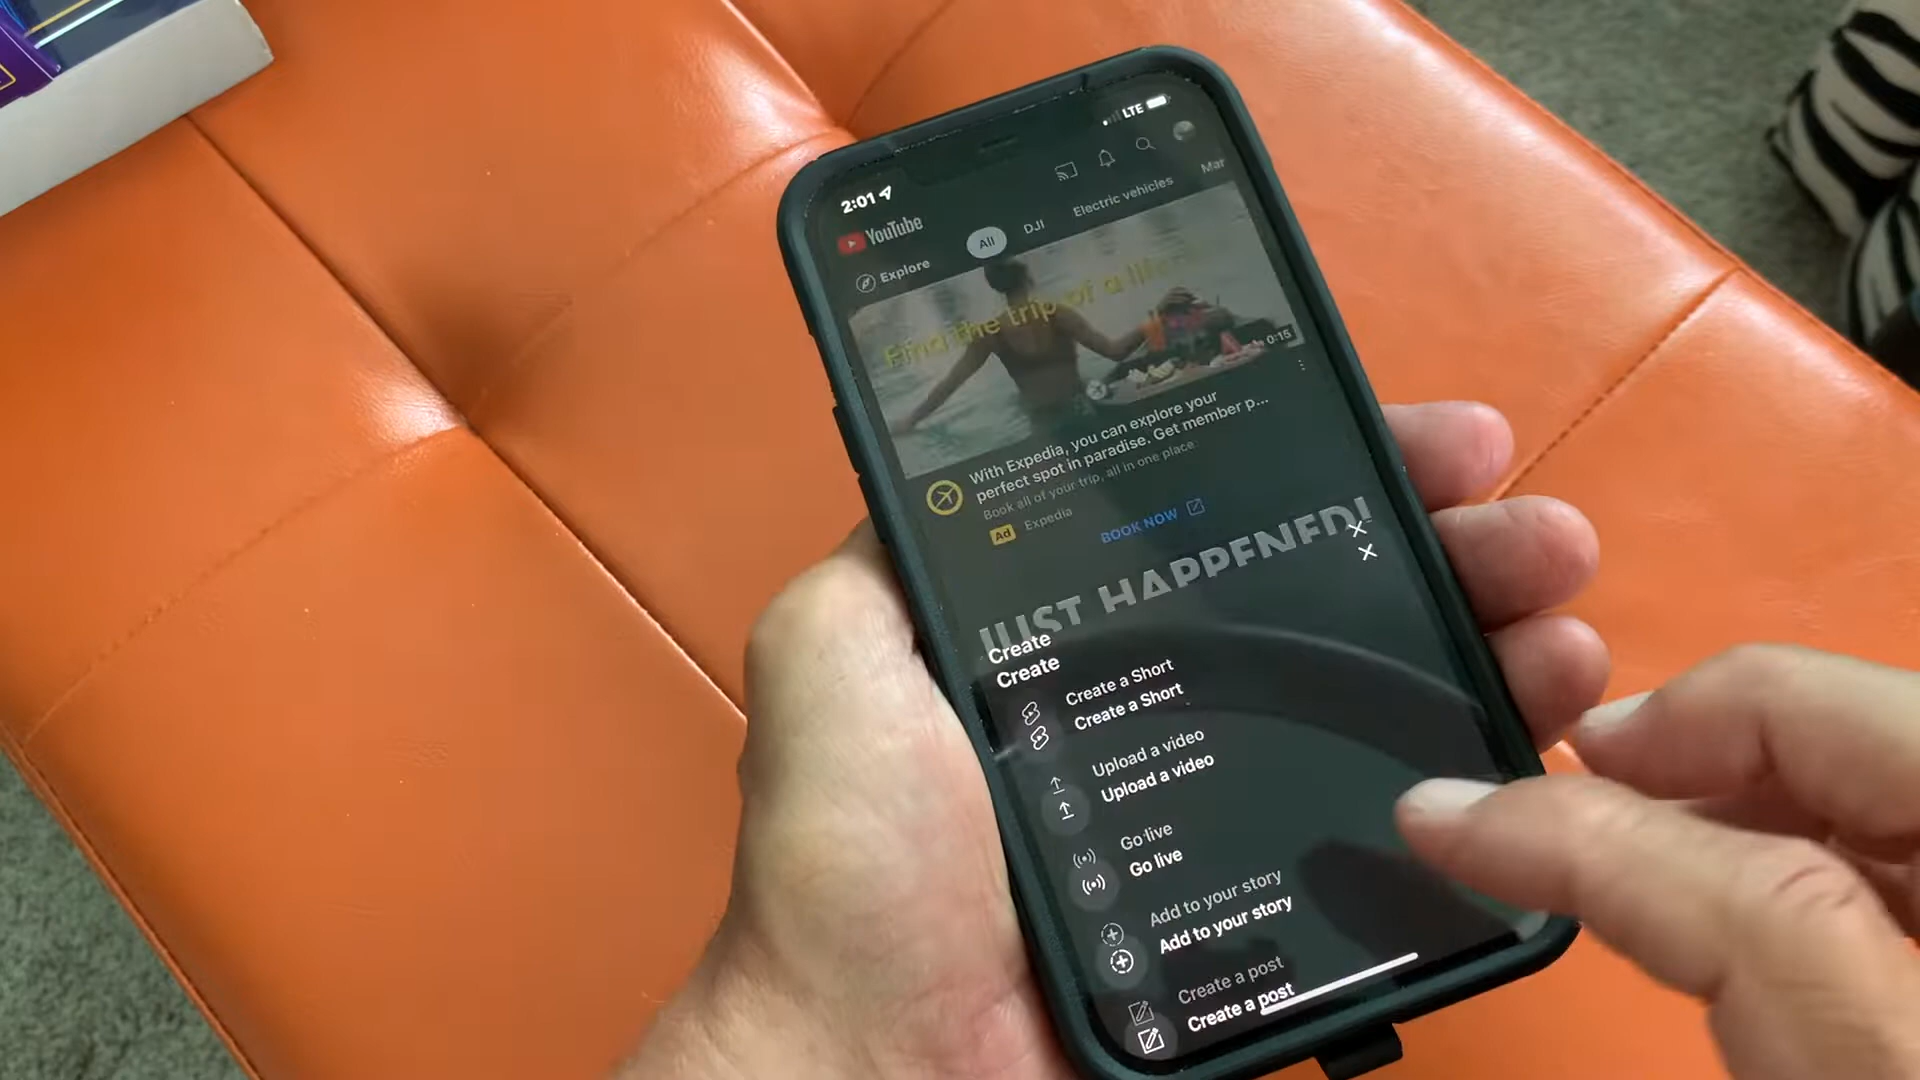 2:01
LTE
YouTube
Explore
All
DJI
Electric vehicles
Mar
Find the trip of a
0:15
With Expedia, you can explore your
perfect spot in paradise. Get member p...
Book all of your trip, all in one place
Ad
Expedia
BOOK NOW
JUST HAPPENED!
Create
Create
Create a Short
Create a Short
Upload a video
Upload a video
Go live
Go live
Add to your story
Add to your story
Create a post
Create a post